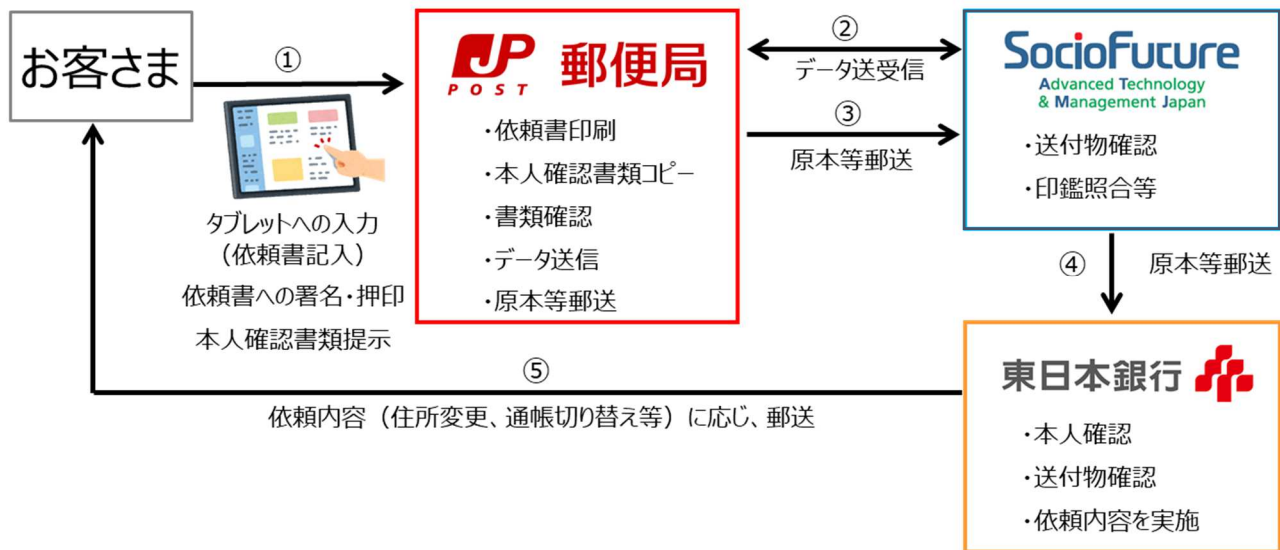 お客さま
①
タブレットへの入力
（依頼書記入）
依頼書への署名・押印
本人確認書類提示
JP
POST
郵便局
・依頼書印刷
・本人確認書類コピー
・書類確認
・データ送信
・原本等郵送
②
データ送受信
③
原本等郵送
SocioFuture
Advanced Technology
& Management Japan
・送付物確認
・印鑑照合等
④
原本等郵送
東日本銀行
・本人確認
・送付物確認
・依頼内容を実施
⑤
依頼内容（住所変更、通帳切り替え等）に応じ、郵送